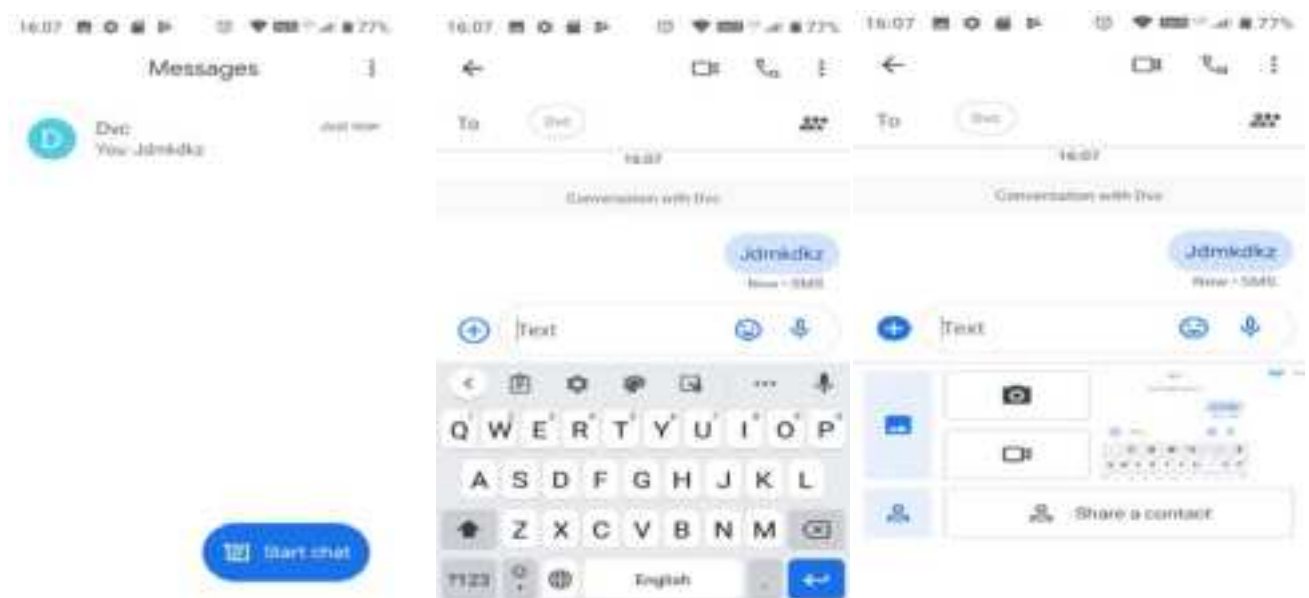 16:07 77%
Messages
Dvc Just now
You: Jdmkdkz
Start chat
16:07 77%
To Dvc
16:07
Conversation with Dvc
Jdmkdkz
Now • SMS
Text
Q W E R T Y U I O P
A S D F G H J K L
Z X C V B N M
?123 English .
16:07 77%
To Dvc
16:07
Conversation with Dvc
Jdmkdkz
Now • SMS
Text
Share a contact